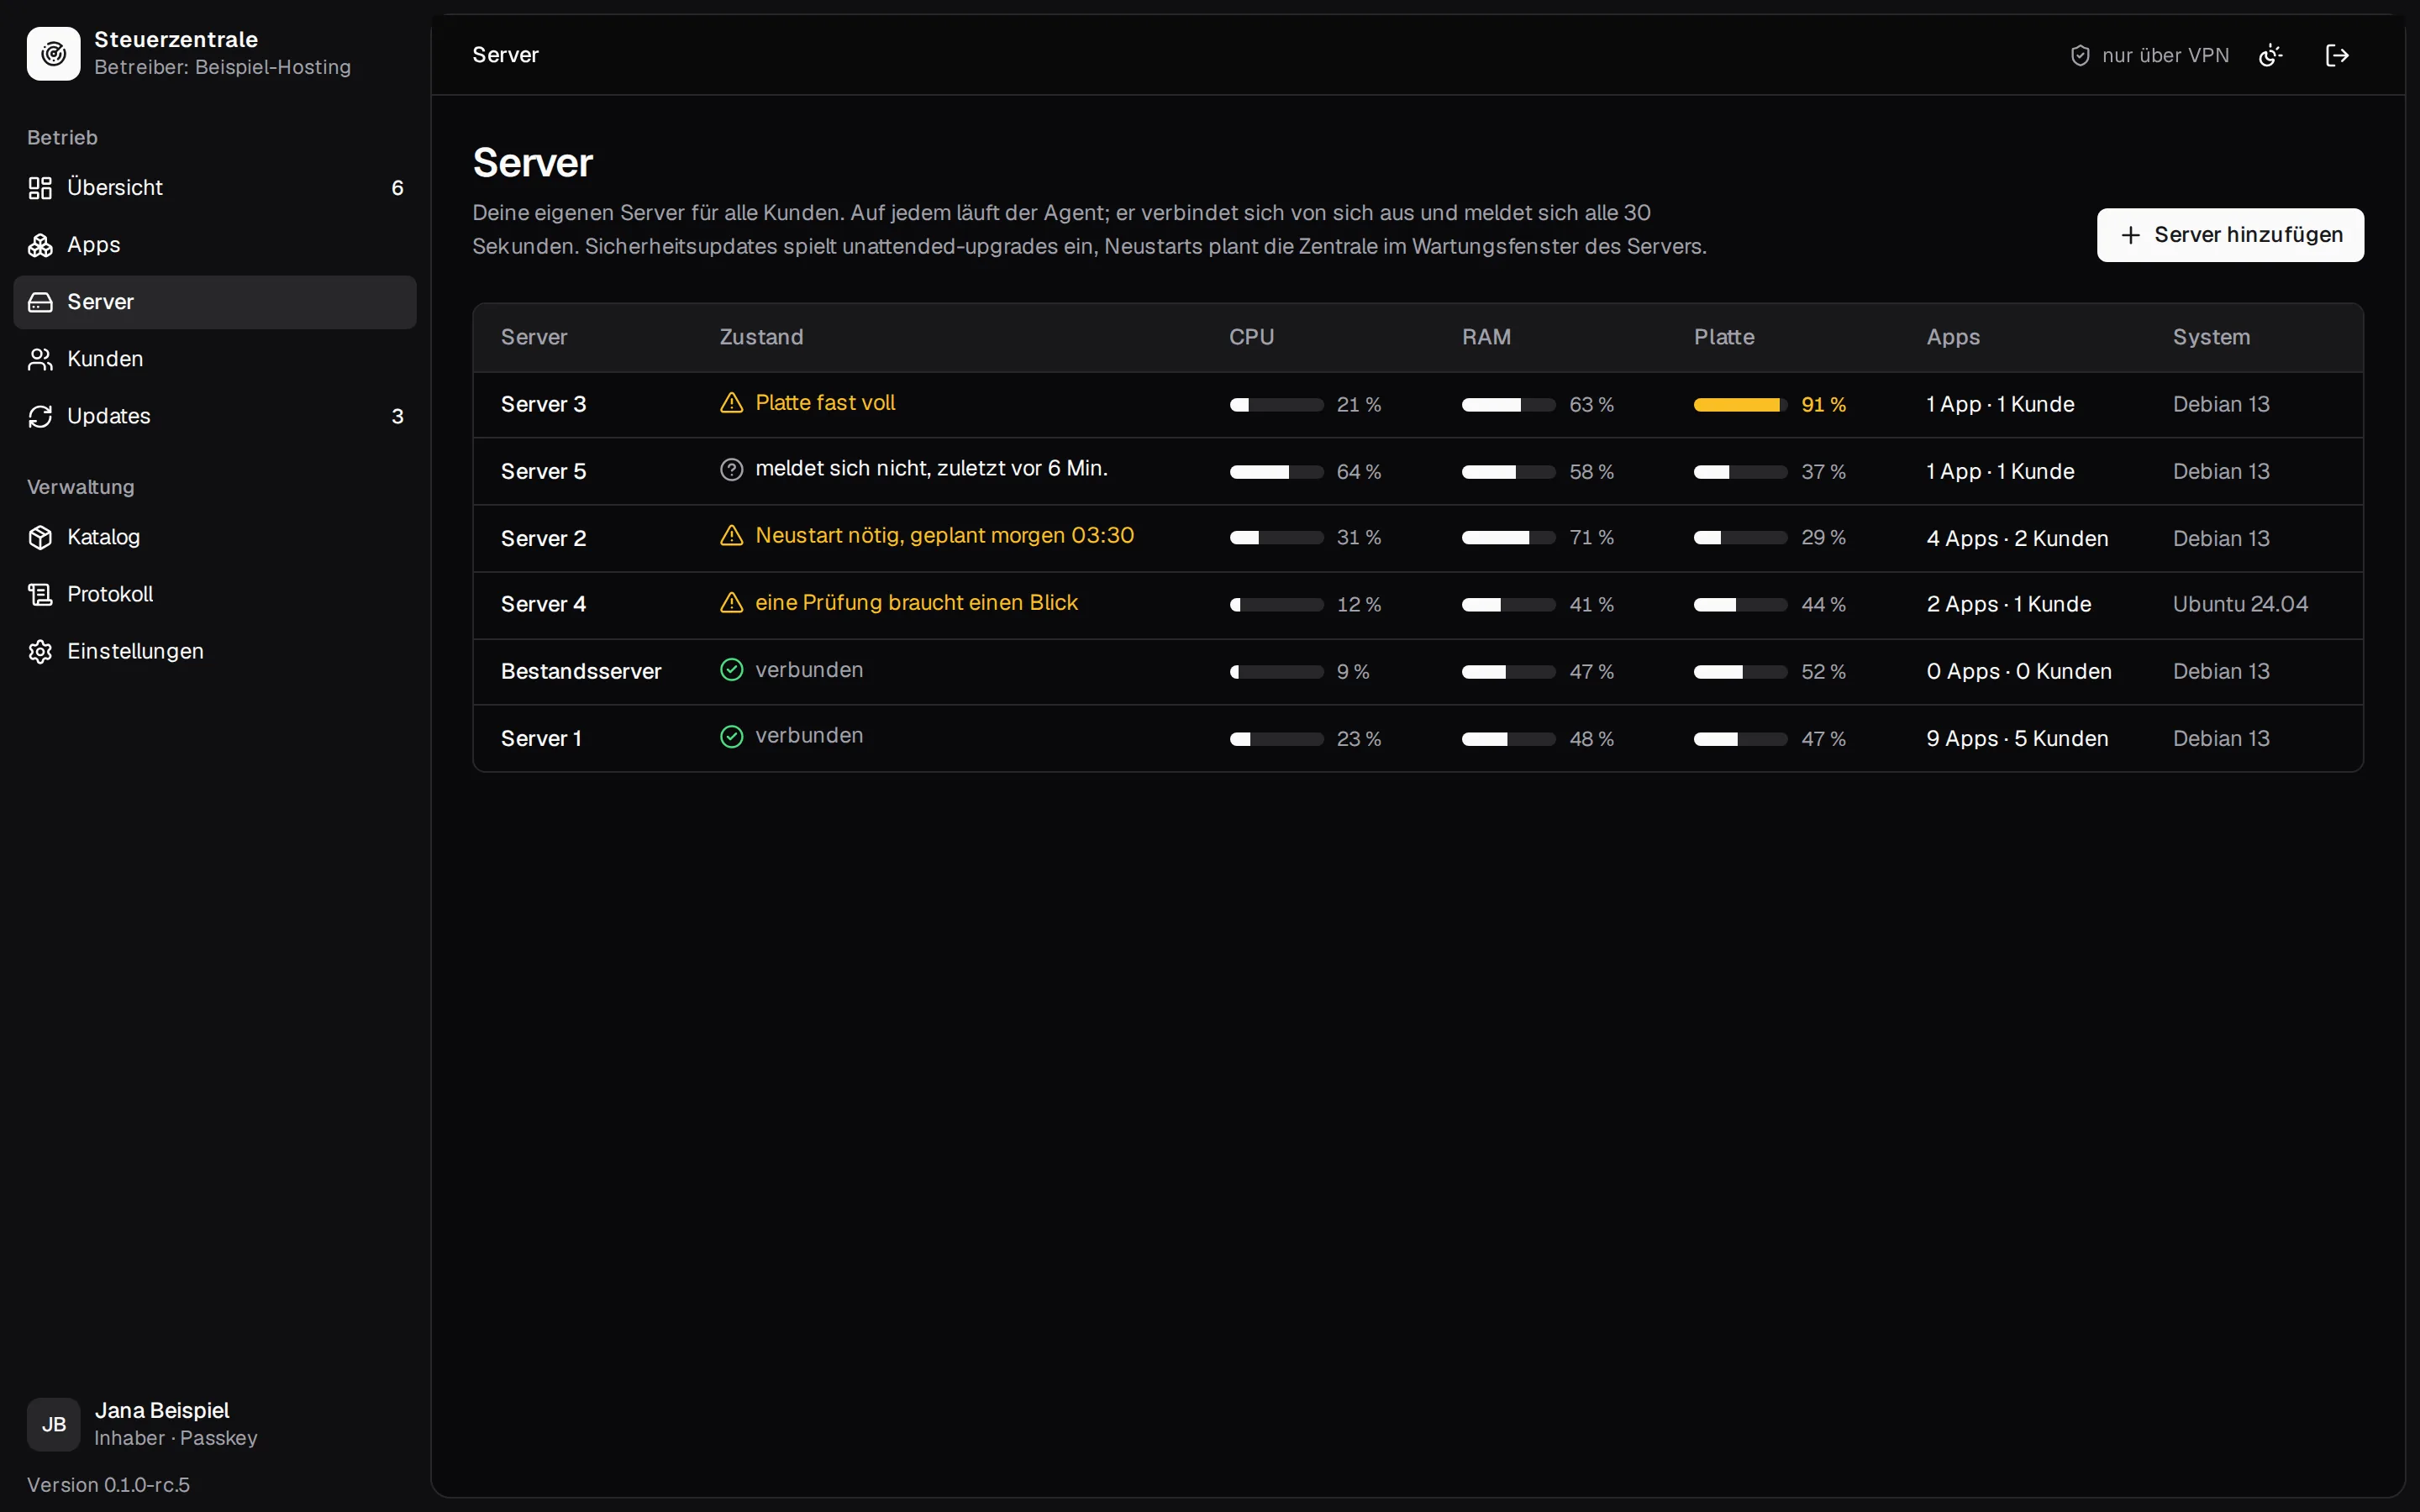 Steuerzentrale
Betreiber: Beispiel-Hosting
Betrieb
Übersicht 6
Apps
Server
Kunden
Updates 3
Verwaltung
Katalog
Protokoll
Einstellungen
JB
Jana Beispiel
Inhaber · Passkey
Version 0.1.0-rc.5
Server
nur über VPN
Server
Deine eigenen Server für alle Kunden. Auf jedem läuft der Agent; er verbindet sich von sich aus und meldet sich alle 30
Sekunden. Sicherheitsupdates spielt unattended-upgrades ein, Neustarts plant die Zentrale im Wartungsfenster des Servers.
Server hinzufügen
Server Zustand CPU RAM Platte Apps System
Server 3 Platte fast voll 21 % 63 % 91 % 1 App · 1 Kunde Debian 13
Server 5 meldet sich nicht, zuletzt vor 6 Min. 64 % 58 % 37 % 1 App · 1 Kunde Debian 13
Server 2 Neustart nötig, geplant morgen 03:30 31 % 71 % 29 % 4 Apps · 2 Kunden Debian 13
Server 4 eine Prüfung braucht einen Blick 12 % 41 % 44 % 2 Apps · 1 Kunde Ubuntu 24.04
Bestandsserver verbunden 9 % 47 % 52 % 0 Apps · 0 Kunden Debian 13
Server 1 verbunden 23 % 48 % 47 % 9 Apps · 5 Kunden Debian 13